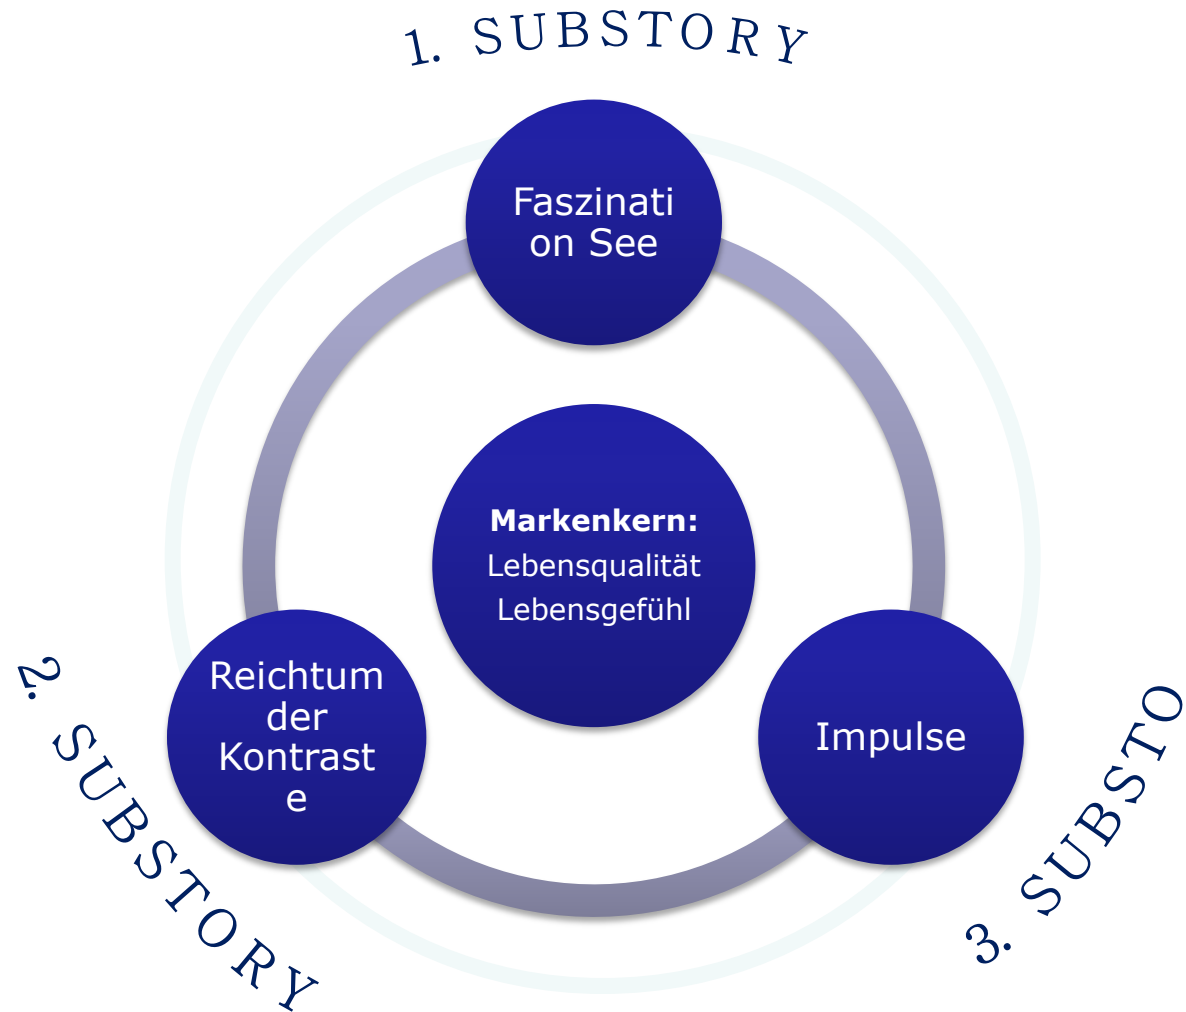 1. SUBSTORY
Faszinati
on See
Markenkern:
Lebensqualität
Lebensgefühl
Reichtum
der
Kontrast
e
Impulse
2. SUBSTORY
3. SUBSTO